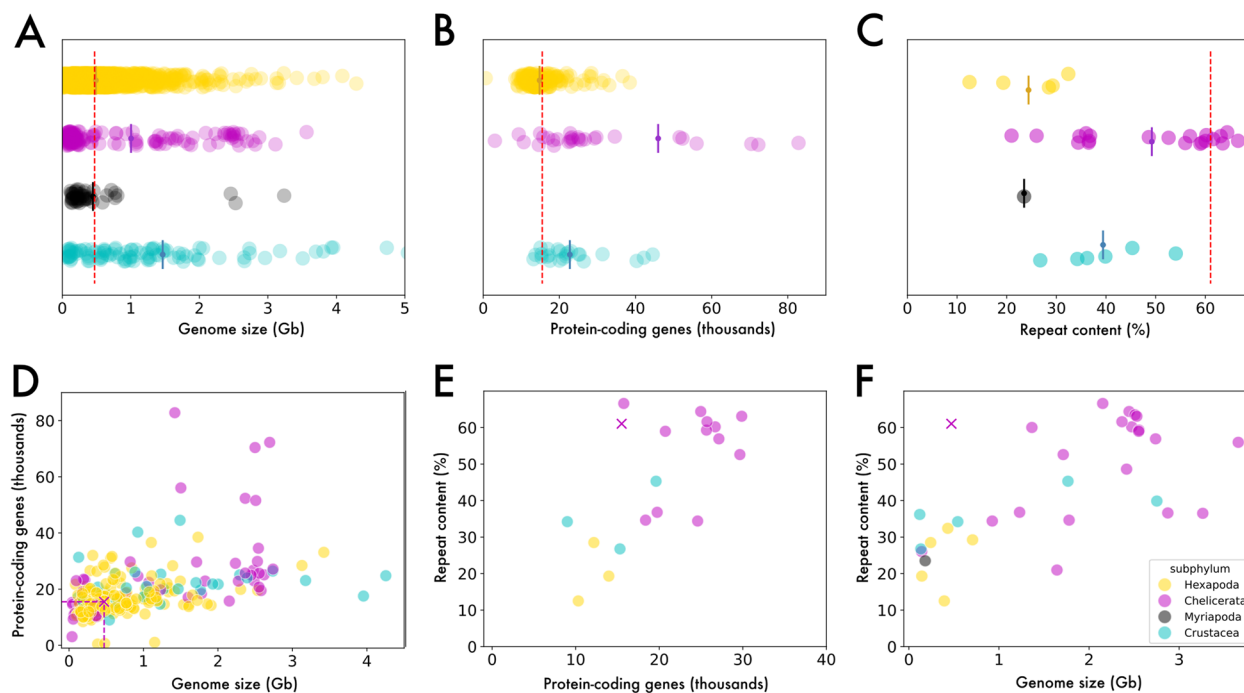 A
B
C
0
1
2
3
4
5
Genome size (Gb)
0
20
40
60
80
Protein-coding genes (thousands)
0
10
20
30
40
50
60
Repeat content (%)
D
E
F
Protein-coding genes (thousands)
80
60
40
20
0
0
1
2
3
4
Genome size (Gb)
Repeat content (%)
70
60
50
40
30
20
10
0
0
10
20
30
40
Protein-coding genes (thousands)
Repeat content (%)
60
50
40
30
20
10
0
0
1
2
3
Genome size (Gb)
subphylum
Hexapoda
Chelicerata
Myriapoda
Crustacea